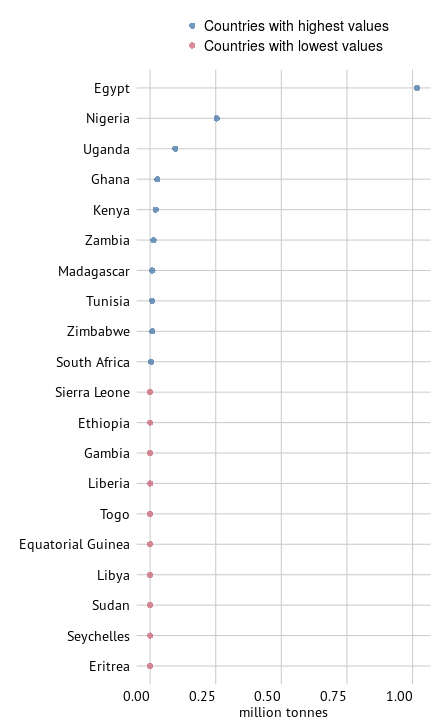 Countries with highest values
Countries with lowest values
Egypt
Nigeria
Uganda
Ghana
Kenya
Zambia
Madagascar
Tunisia
Zimbabwe
South Africa
Sierra Leone
Ethiopia
Gambia
Liberia
Togo
Equatorial Guinea
Libya
Sudan
Seychelles
Eritrea
0.00 0.25 0.50 0.75 1.00
million tonnes